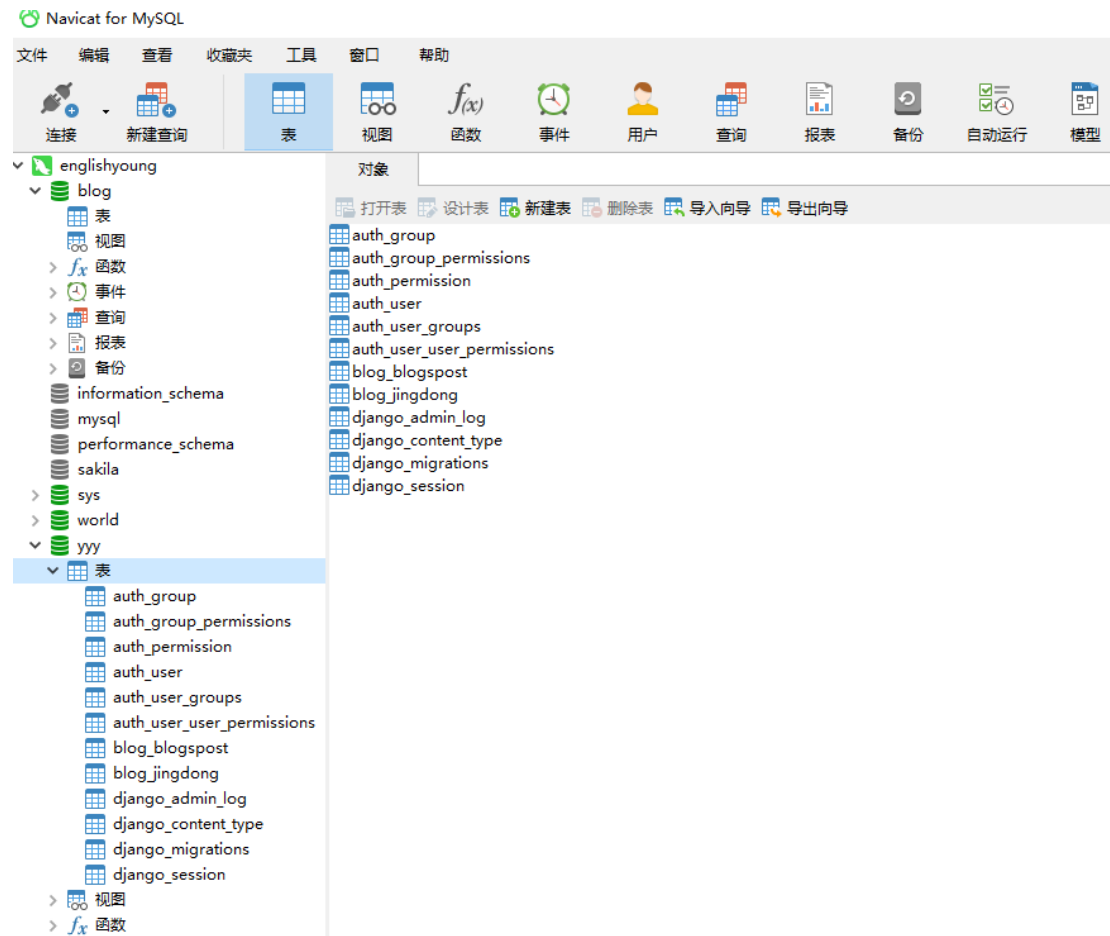 Navicat for MySQL
文件 编辑 查看 收藏夹 工具 窗口 帮助
连接 新建查询 表 视图 函数 事件 用户 查询 报表 备份 自动运行 模型
englishyoung
blog
表
视图
函数
事件
查询
报表
备份
information_schema
mysql
performance_schema
sakila
sys
world
yyy
表
auth_group
auth_group_permissions
auth_permission
auth_user
auth_user_groups
auth_user_user_permissions
blog_blogspost
blog_jingdong
django_admin_log
django_content_type
django_migrations
django_session
视图
函数
对象
打开表 设计表 新建表 删除表 导入向导 导出向导
auth_group
auth_group_permissions
auth_permission
auth_user
auth_user_groups
auth_user_user_permissions
blog_blogspost
blog_jingdong
django_admin_log
django_content_type
django_migrations
django_session